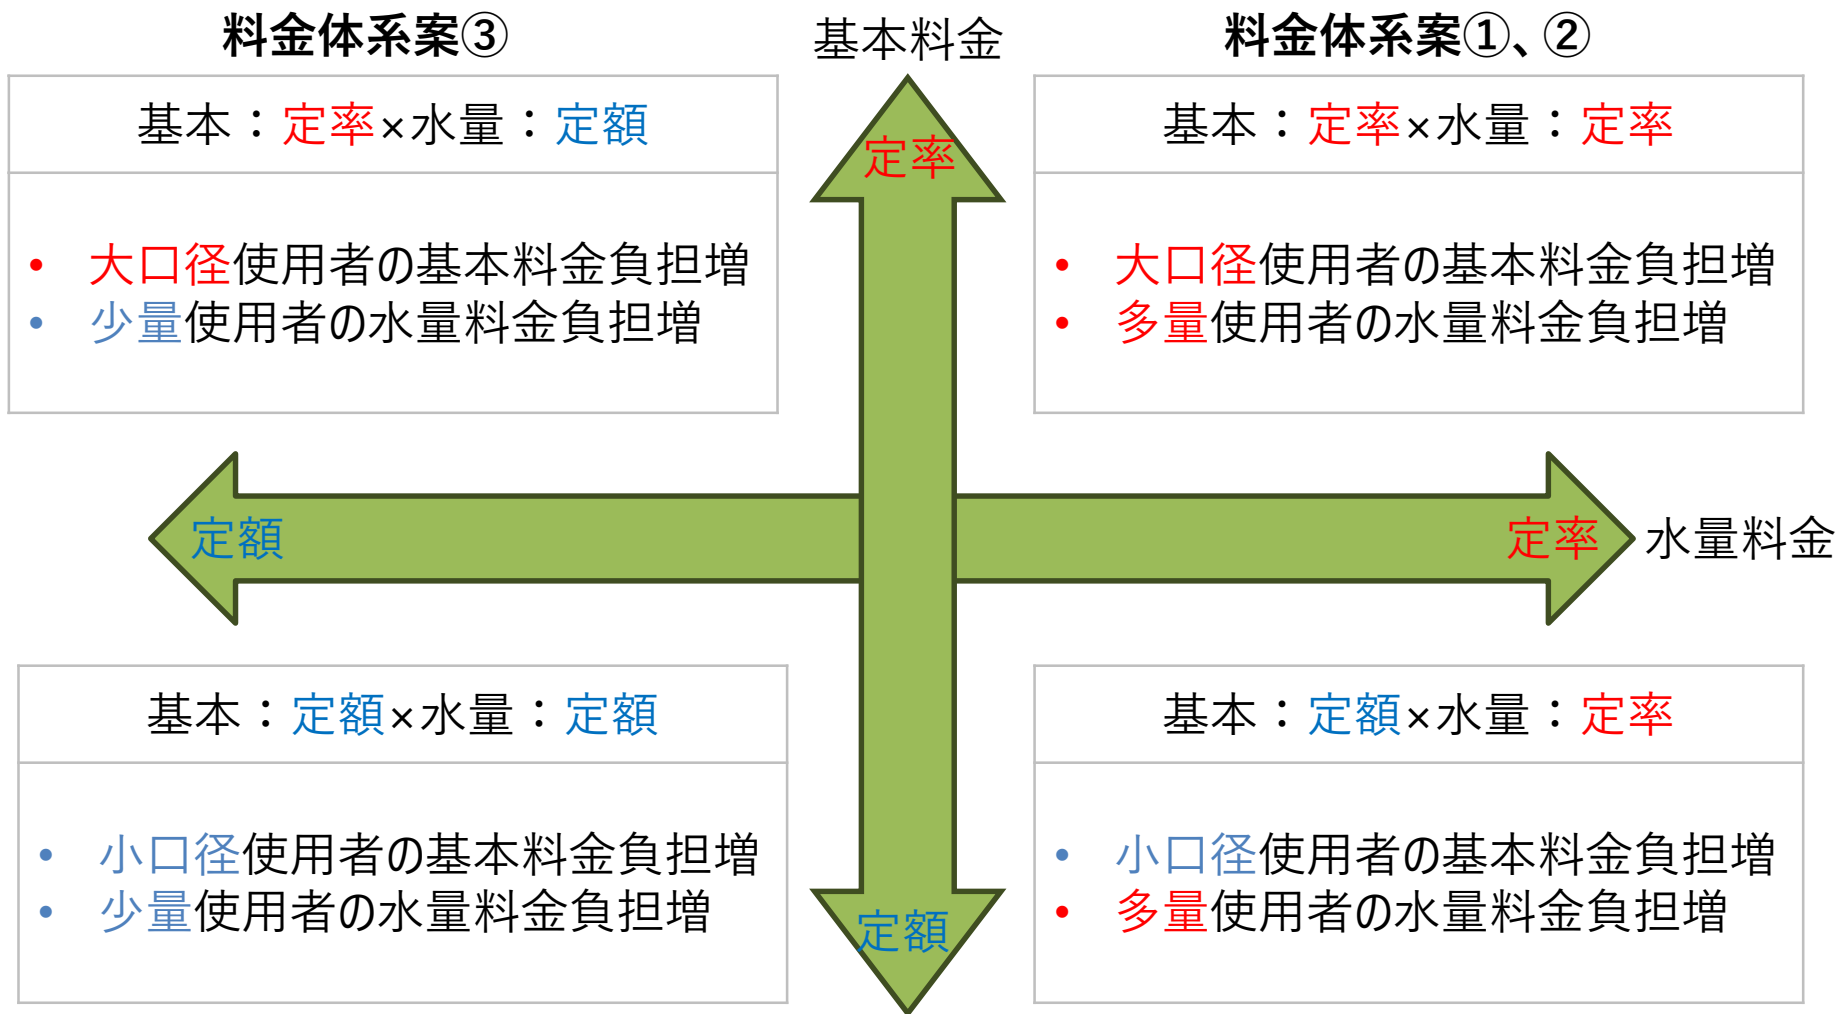 料金体系案③
基本料金
料金体系案①、②
基本：定率×水量：定額
• 大口径使用者の基本料金負担増
• 少量使用者の水量料金負担増
定率
基本：定率×水量：定率
• 大口径使用者の基本料金負担増
• 多量使用者の水量料金負担増
定額
定率
水量料金
基本：定額×水量：定額
• 小口径使用者の基本料金負担増
• 少量使用者の水量料金負担増
定額
基本：定額×水量：定率
• 小口径使用者の基本料金負担増
• 多量使用者の水量料金負担増